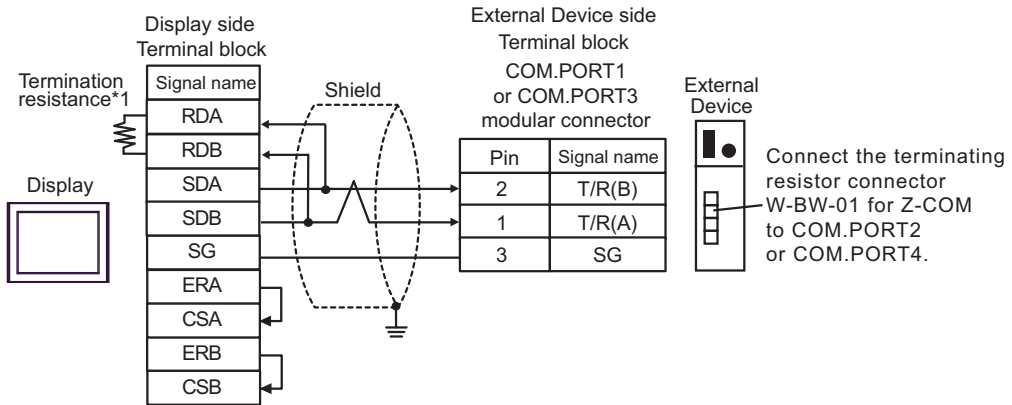 Display side
Terminal block
Termination
resistance*1
Signal name
RDA
RDB
SDA
SDB
SG
ERA
CSA
ERB
CSB
Display
Shield
External Device side
Terminal block
COM.PORT1
or COM.PORT3
modular connector
Pin Signal name
2 T/R(B)
1 T/R(A)
3 SG
External
Device
Connect the terminating
resistor connector
W-BW-01 for Z-COM
to COM.PORT2
or COM.PORT4.